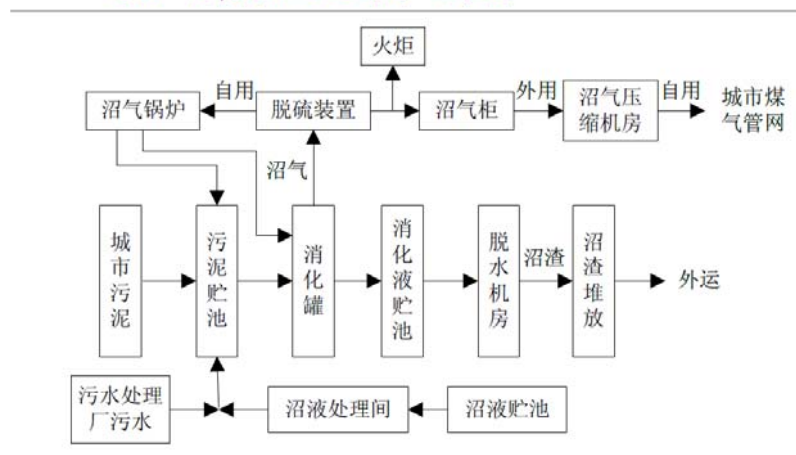 火炬
沼气锅炉
自用
脱硫装置
沼气柜
外用
沼气压
缩机房
自用
城市煤
气管网
沼气
城市污泥
污泥贮池
消化罐
消化液贮池
脱水机房
沼渣
沼渣堆放
外运
污水处理
厂污水
沼液处理间
沼液贮池